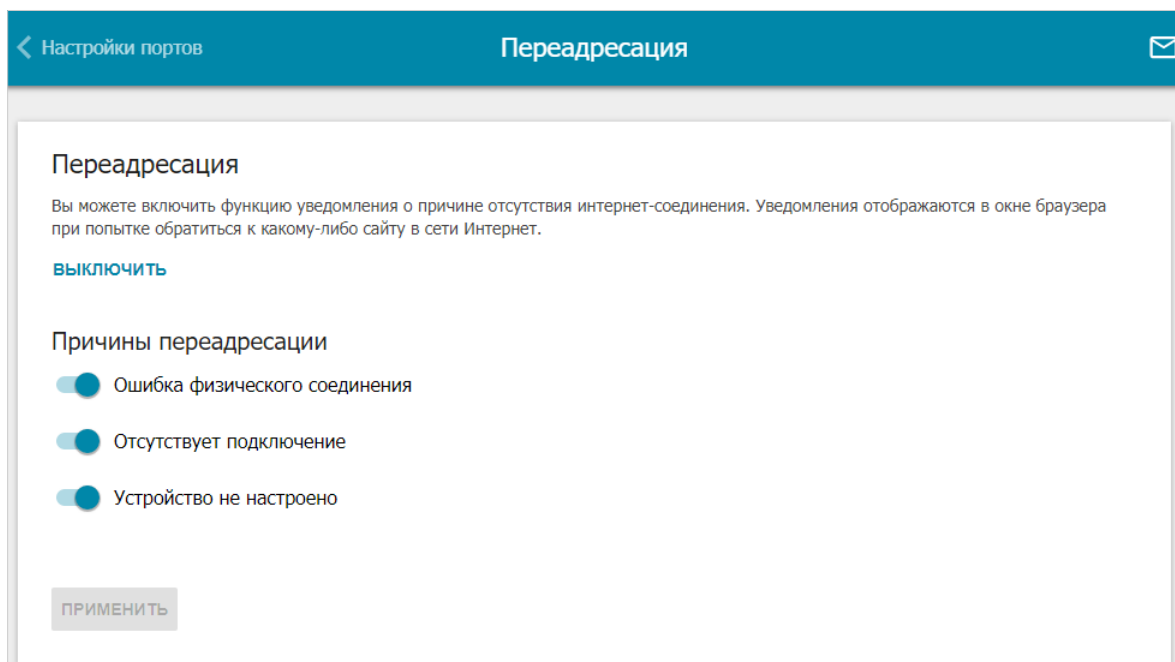 Настройки портов
Переадресация
Переадресация
Вы можете включить функцию уведомления о причине отсутствия интернет-соединения. Уведомления отображаются в окне браузера
при попытке обратиться к какому-либо сайту в сети Интернет.
ВЫКЛЮЧИТЬ
Причины переадресации
Ошибка физического соединения
Отсутствует подключение
Устройство не настроено
ПРИМЕНИТЬ